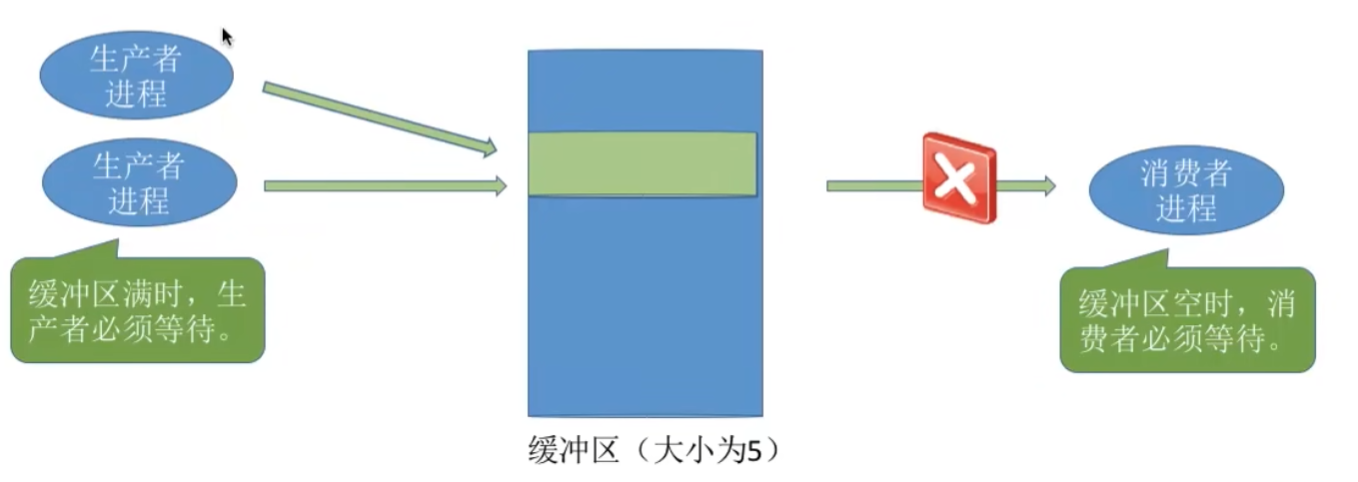 生产者
进程
生产者
进程
缓冲区满时，生
产者必须等待。
消费者
进程
缓冲区空时，消
费者必须等待。
缓冲区（大小为5）